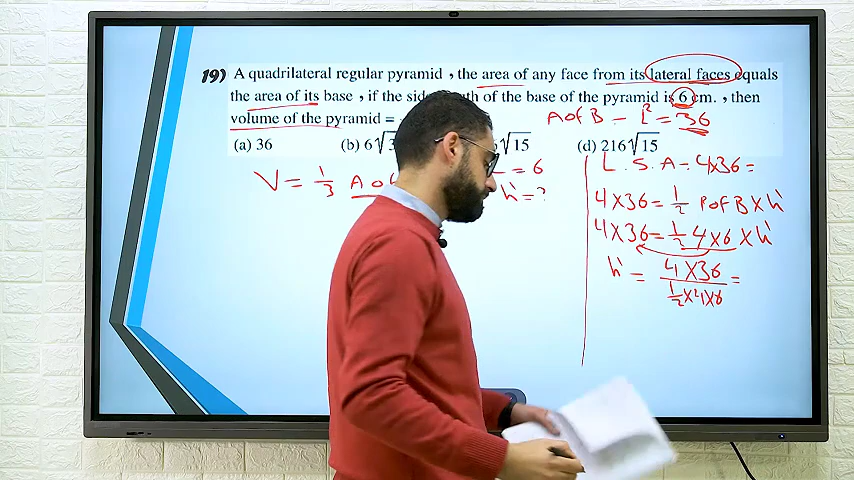 19) A quadrilateral regular pyramid , the area of any face from its lateral faces equals
the area of its base , if the side of the base of the pyramid is 6 cm. , then
volume of the pyramid =
A of B = l² = 36
(a) 36 (b) 6√ √15 (d) 216√15
V = 1/3 A o = 6
h' = ?
L . S . A = 4×36 =
4×36 = 1/2 P of B × h'
4×36 = 1/2 4×6 × h'
h' = 4×36 / 1/2×4×6 =